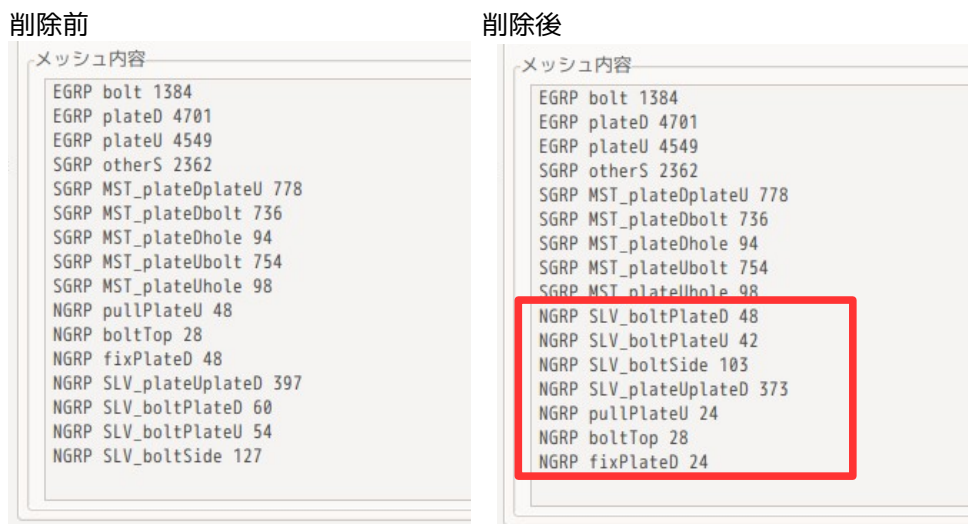 削除前
メッシュ内容
EGRP bolt 1384
EGRP plateD 4701
EGRP plateU 4549
SGRP otherS 2362
SGRP MST_plateDplateU 778
SGRP MST_plateDbolt 736
SGRP MST_plateDhole 94
SGRP MST_plateUbolt 754
SGRP MST_plateUhole 98
NGRP pullPlateU 48
NGRP boltTop 28
NGRP fixPlateD 48
NGRP SLV_plateUplateD 397
NGRP SLV_boltPlateD 60
NGRP SLV_boltPlateU 54
NGRP SLV_boltSide 127
削除後
メッシュ内容
EGRP bolt 1384
EGRP plateD 4701
EGRP plateU 4549
SGRP otherS 2362
SGRP MST_plateDplateU 778
SGRP MST_plateDbolt 736
SGRP MST_plateDhole 94
SGRP MST_plateUbolt 754
SGRP MST_plateUhole 98
NGRP SLV_boltPlateD 48
NGRP SLV_boltPlateU 42
NGRP SLV_boltSide 103
NGRP SLV_plateUplateD 373
NGRP pullPlateU 24
NGRP boltTop 28
NGRP fixPlateD 24